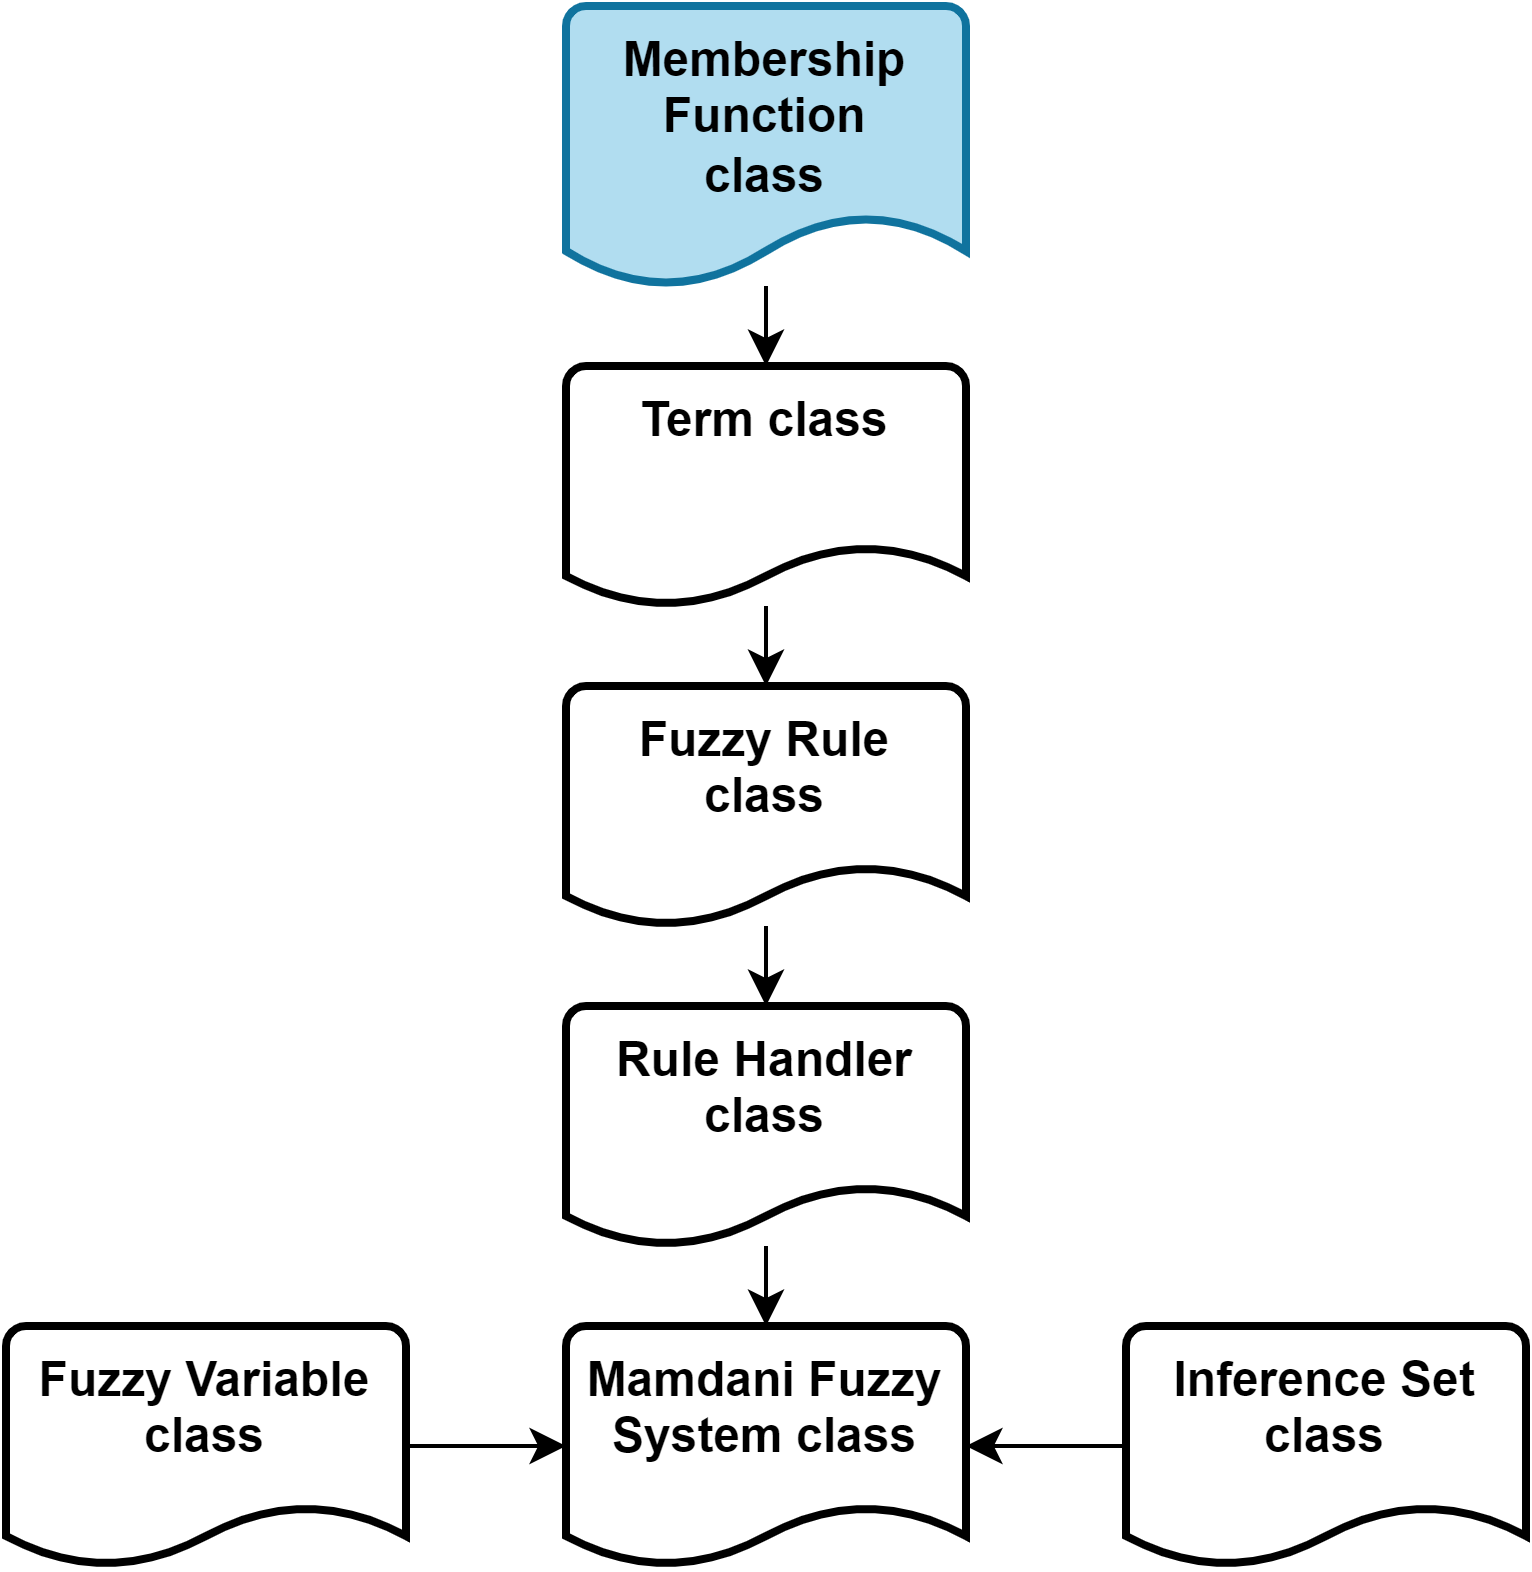 Membership
Function
class
Term class
Fuzzy Rule
class
Rule Handler
class
Fuzzy Variable
class
Mamdani Fuzzy
System class
Inference Set
class